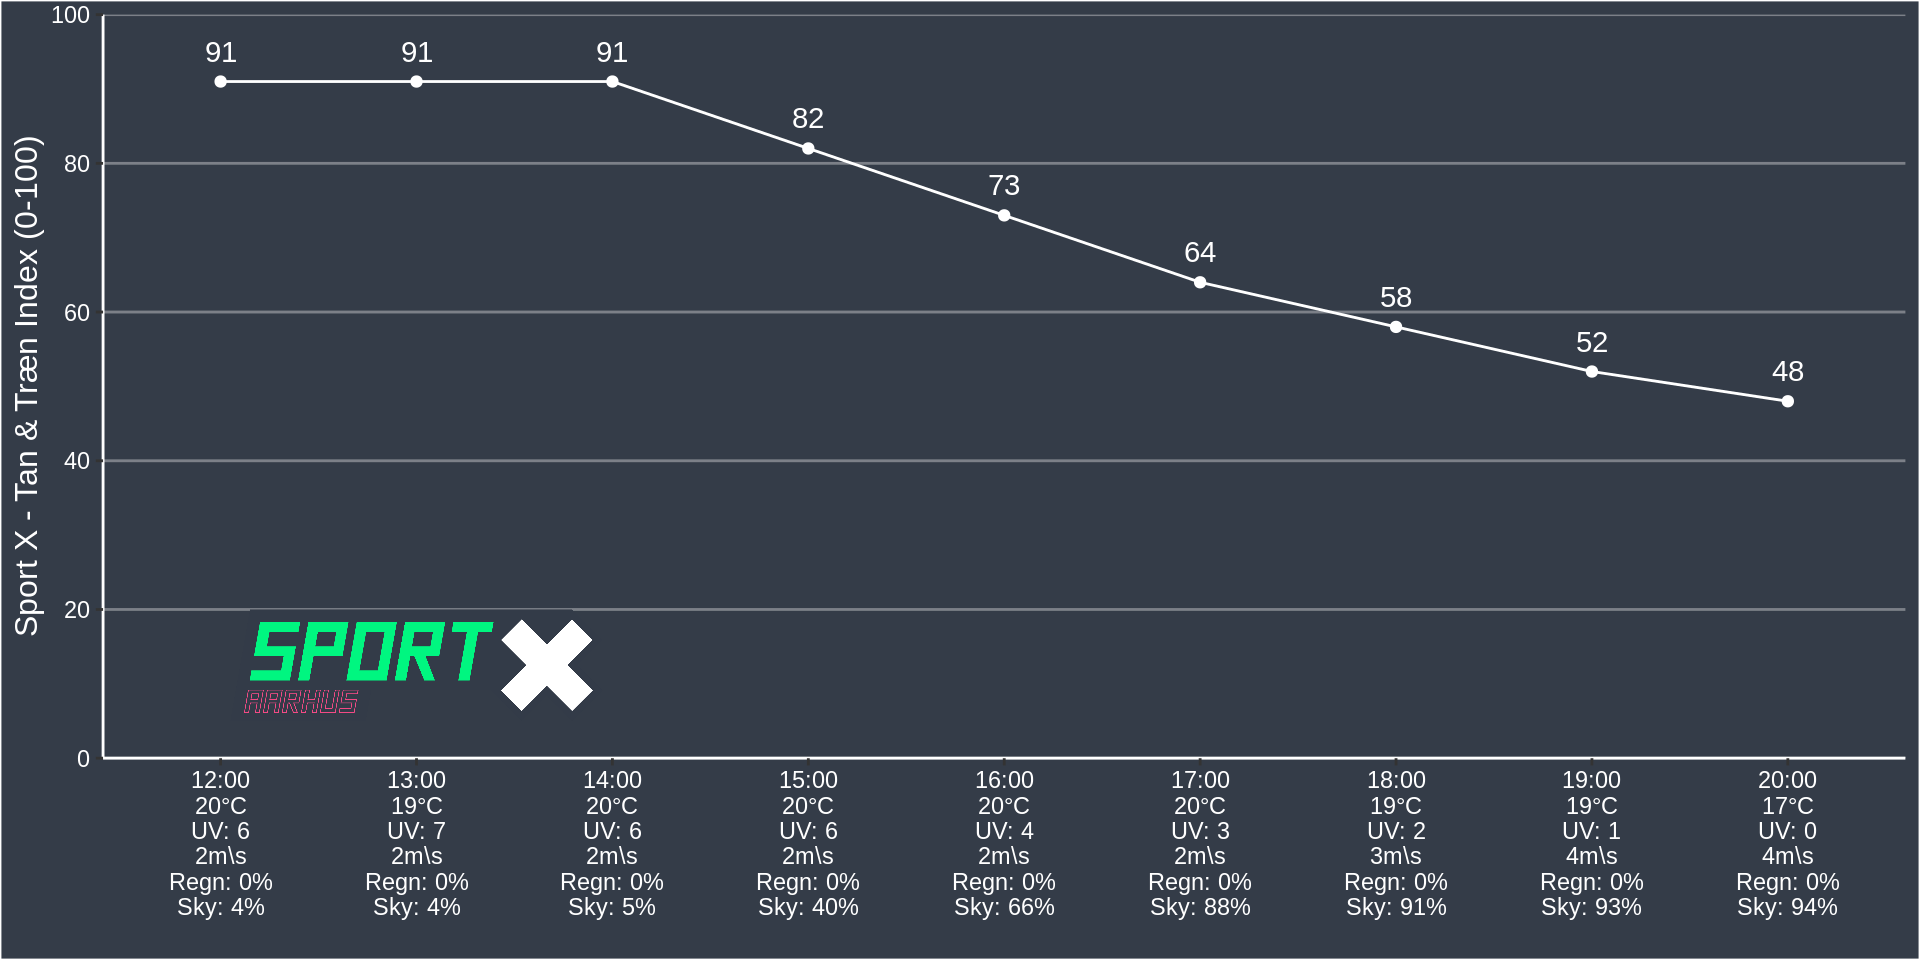 Sport X - Tan & Træn Index (0-100)
100
80
60
40
20
0
91
91
91
82
73
64
58
52
48
SPORT X
AARHUS
12:00 13:00 14:00 15:00 16:00 17:00 18:00 19:00 20:00
20°C 19°C 20°C 20°C 20°C 20°C 19°C 19°C 17°C
UV: 6 UV: 7 UV: 6 UV: 6 UV: 4 UV: 3 UV: 2 UV: 1 UV: 0
2m\s 2m\s 2m\s 2m\s 2m\s 2m\s 3m\s 4m\s 4m\s
Regn: 0% Regn: 0% Regn: 0% Regn: 0% Regn: 0% Regn: 0% Regn: 0% Regn: 0% Regn: 0%
Sky: 4% Sky: 4% Sky: 5% Sky: 40% Sky: 66% Sky: 88% Sky: 91% Sky: 93% Sky: 94%